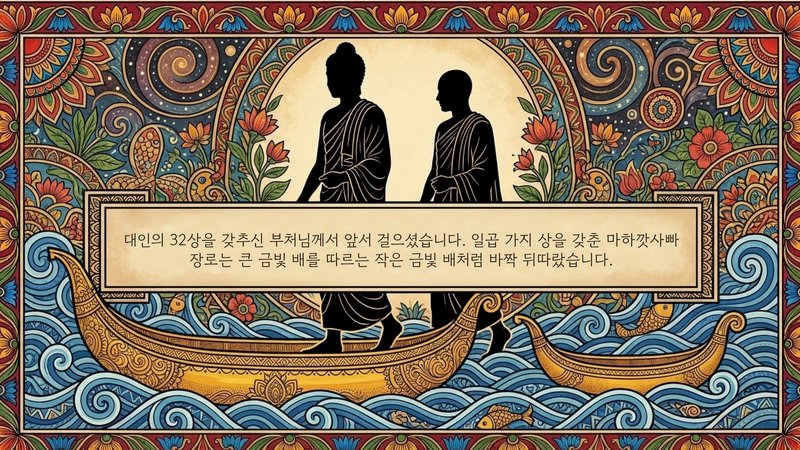 대인의 32상을 갖추신 부처님께서 앞서 걸으셨습니다. 일곱 가지 상을 갖춘 마하깟사빠
장로는 큰 금빛 배를 따르는 작은 금빛 배처럼 바짝 뒤따랐습니다.